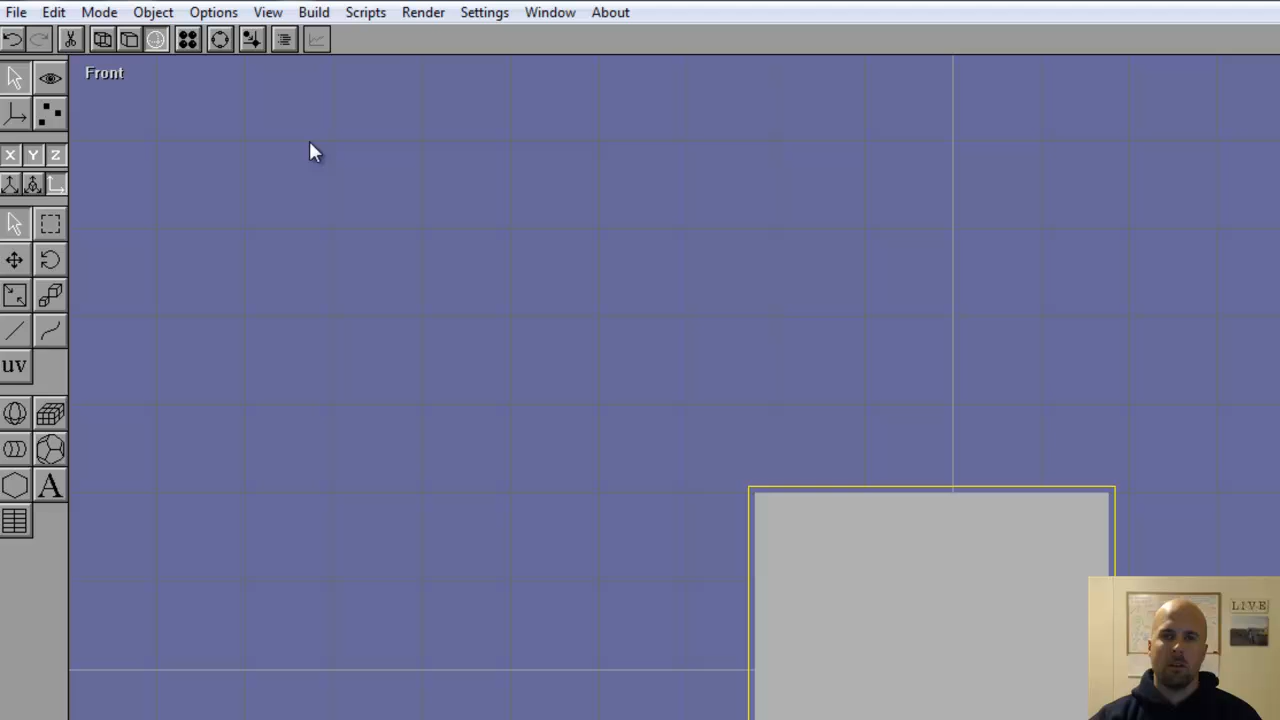 File Edit Mode Object Options View Build Scripts Render Settings Window About
Front
X Y Z
uv
A
LIVE